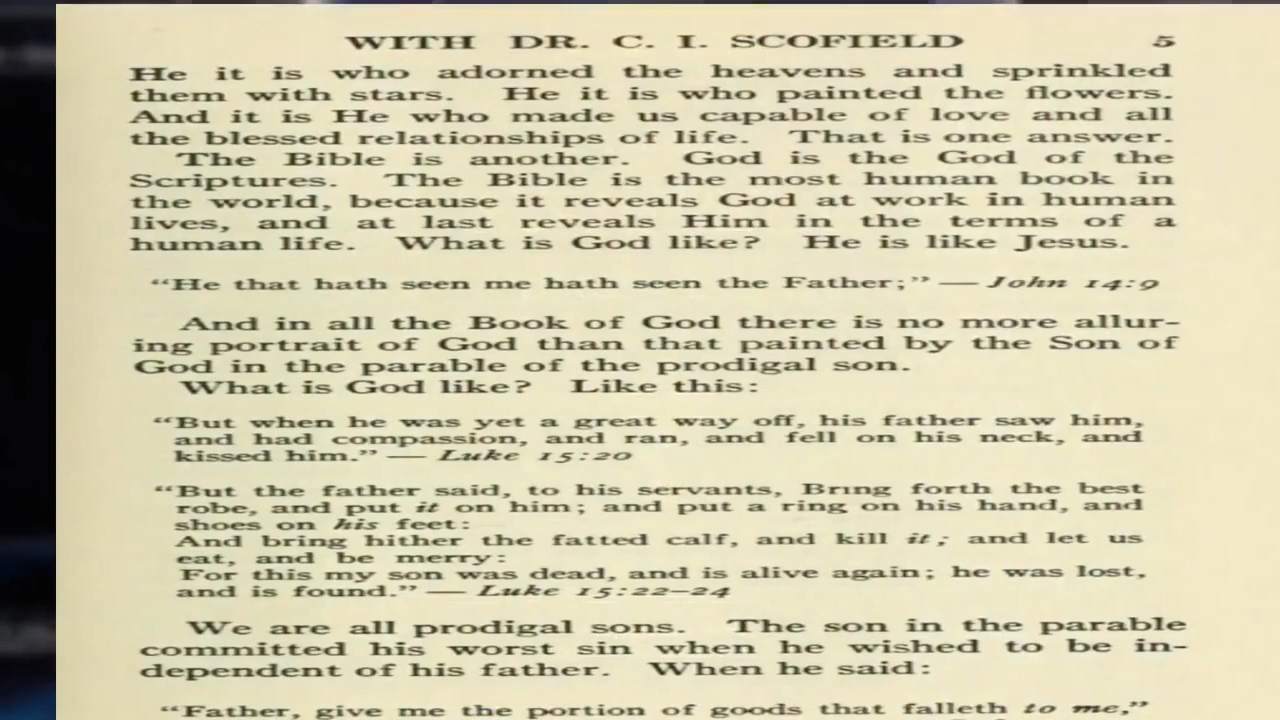 WITH DR. C. I. SCOFIELD 5
He it is who adorned the heavens and sprinkled
them with stars. He it is who painted the flowers.
And it is He who made us capable of love and all
the blessed relationships of life. That is one answer.
The Bible is another. God is the God of the
Scriptures. The Bible is the most human book in
the world, because it reveals God at work in human
lives, and at last reveals Him in the terms of a
human life. What is God like? He is like Jesus.
“He that hath seen me hath seen the Father;” — John 14:9
And in all the Book of God there is no more allur-
ing portrait of God than that painted by the Son of
God in the parable of the prodigal son.
What is God like? Like this:
“But when he was yet a great way off, his father saw him,
and had compassion, and ran, and fell on his neck, and
kissed him.” — Luke 15:20
“But the father said, to his servants, Bring forth the best
robe, and put it on him; and put a ring on his hand, and
shoes on his feet:
And bring hither the fatted calf, and kill it; and let us
eat, and be merry:
For this my son was dead, and is alive again; he was lost,
and is found.” — Luke 15:22–24
We are all prodigal sons. The son in the parable
committed his worst sin when he wished to be in-
dependent of his father. When he said:
“Father, give me the portion of goods that falleth to me,”